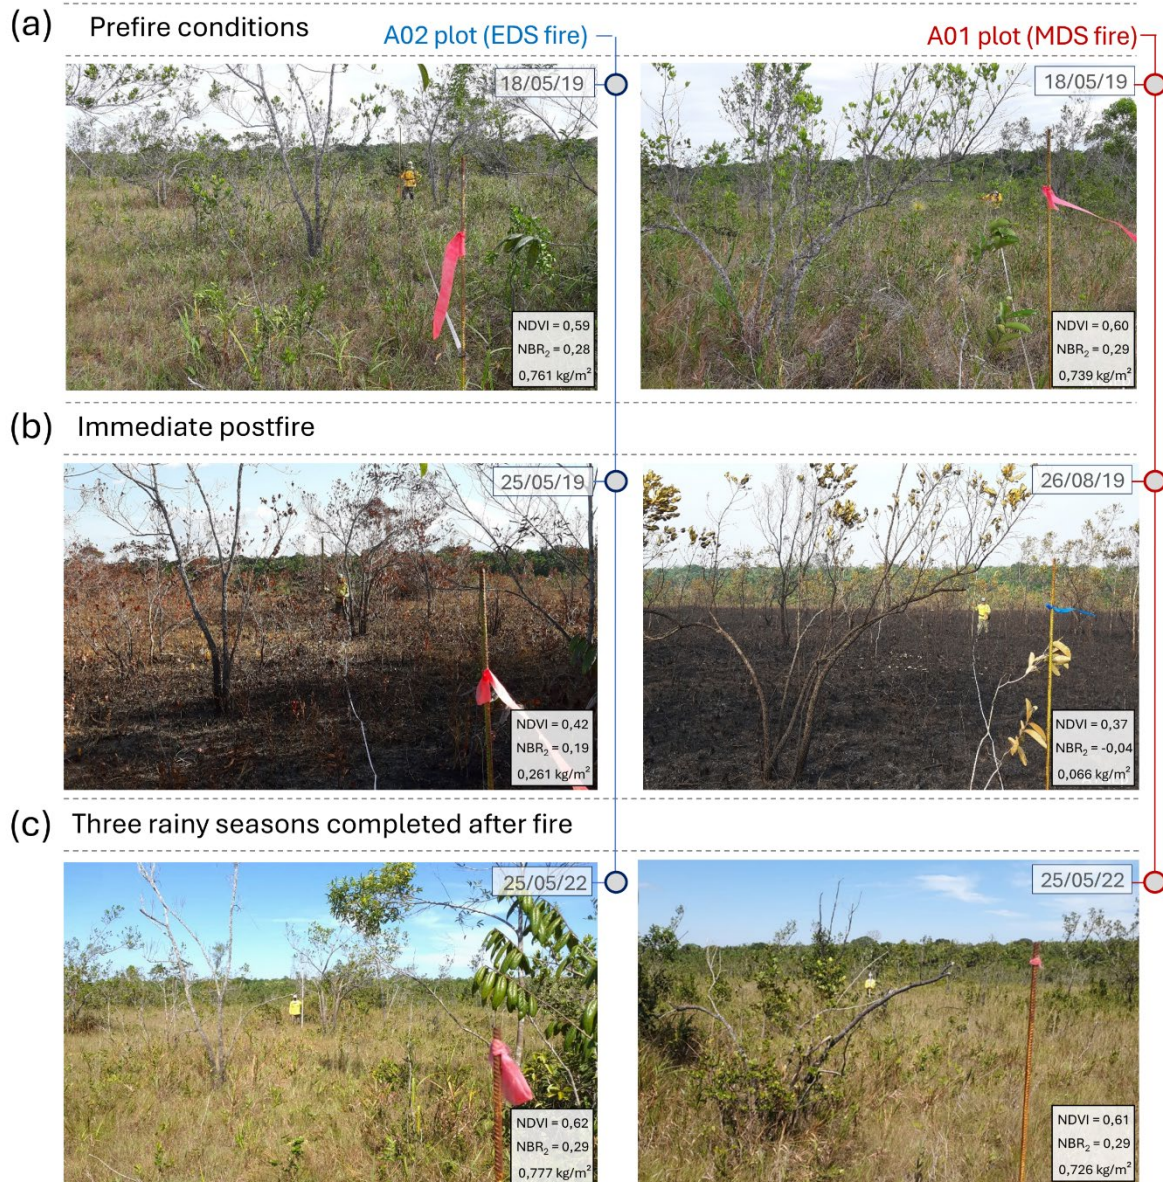 (a) Prefire conditions
A02 plot (EDS fire)
A01 plot (MDS fire)
18/05/19
18/05/19
NDVI = 0,59
NBR₂ = 0,28
0,761 kg/m²
NDVI = 0,60
NBR₂ = 0,29
0,739 kg/m²
(b) Immediate postfire
25/05/19
26/08/19
NDVI = 0,42
NBR₂ = 0,19
0,261 kg/m²
NDVI = 0,37
NBR₂ = -0,04
0,066 kg/m²
(c) Three rainy seasons completed after fire
25/05/22
25/05/22
NDVI = 0,62
NBR₂ = 0,29
0,777 kg/m²
NDVI = 0,61
NBR₂ = 0,29
0,726 kg/m²